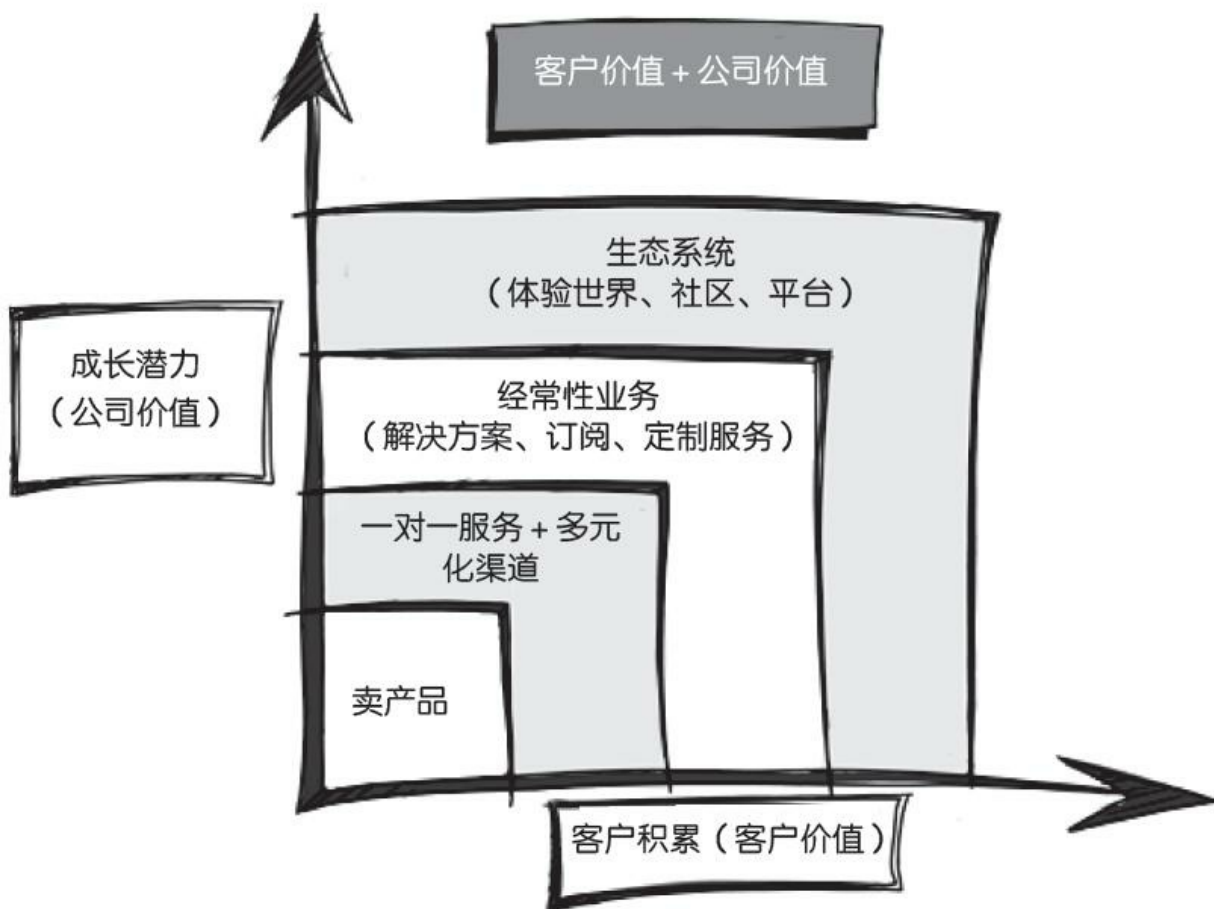 客户价值 + 公司价值
生态系统
（体验世界、社区、平台）
成长潜力
（公司价值）
经常性业务
（解决方案、订阅、定制服务）
一对一服务 + 多元
化渠道
卖产品
客户积累（客户价值）